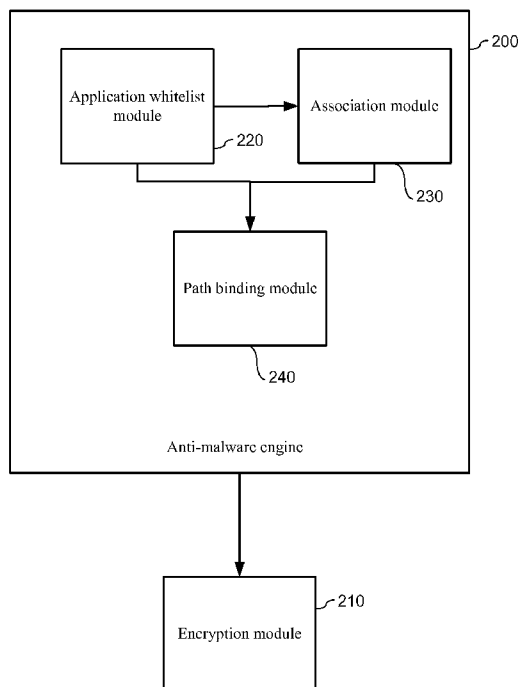 200
Application whitelist
module
220
Association module
230
Path binding module
240
Anti-malware engine
210
Encryption module